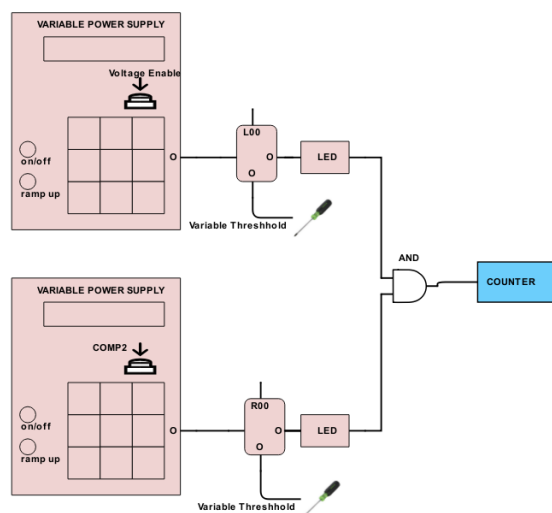 VARIABLE POWER SUPPLY
Voltage Enable
L00
O
O
O
LED
on/off
ramp up
Variable Threshhold
AND
COUNTER
VARIABLE POWER SUPPLY
COMP2
R00
O
O
O
LED
on/off
ramp up
Variable Threshhold